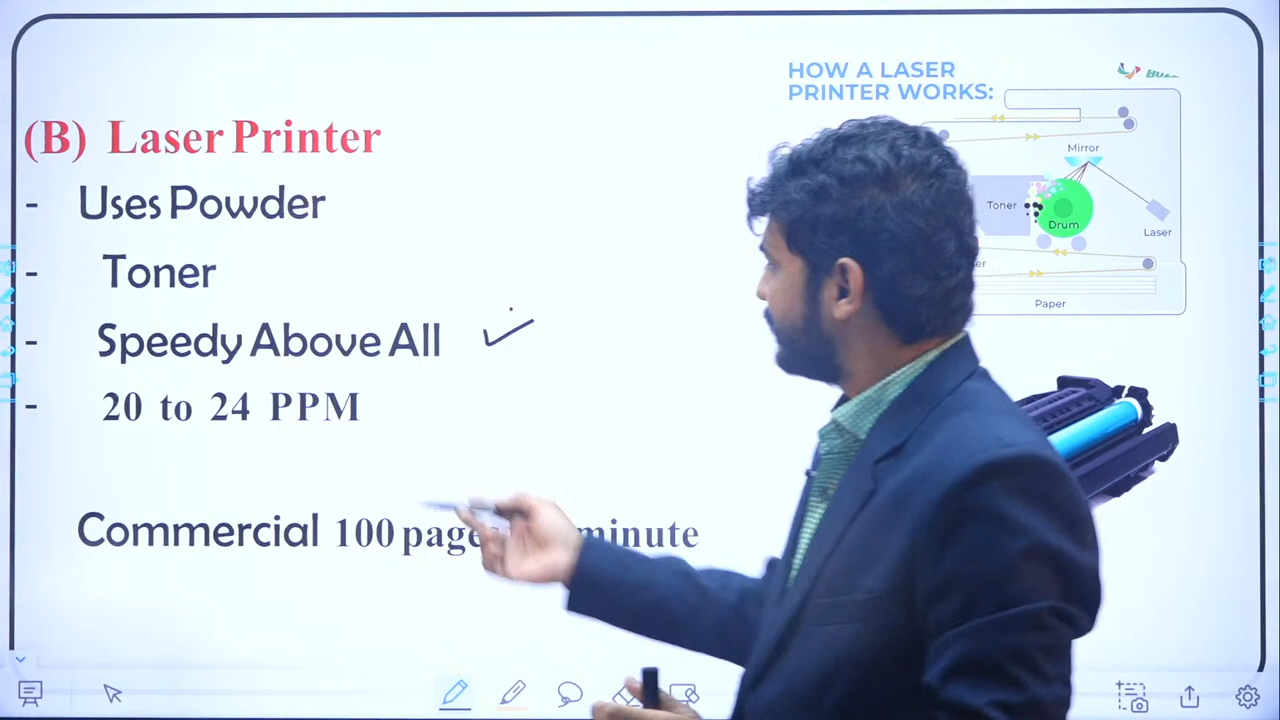 HOW A LASER
PRINTER WORKS:
(B) Laser Printer
- Uses Powder
- Toner
- Speedy Above All
- 20 to 24 PPM
Commercial 100 minute
Mirror
Toner
Drum
Laser
Paper